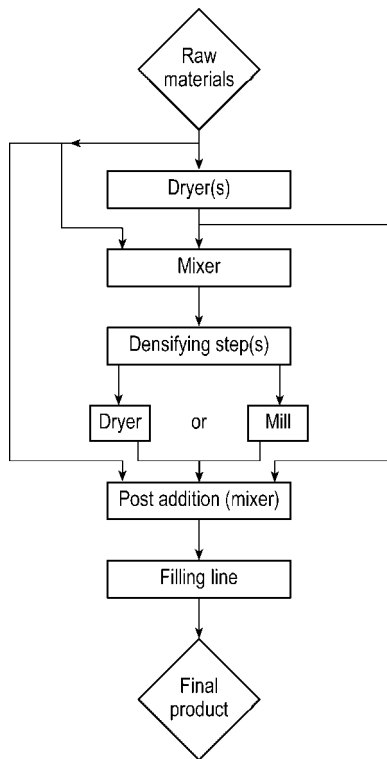 Raw
materials
Dryer(s)
Mixer
Densifying step(s)
Dryer or Mill
Post addition (mixer)
Filling line
Final
product